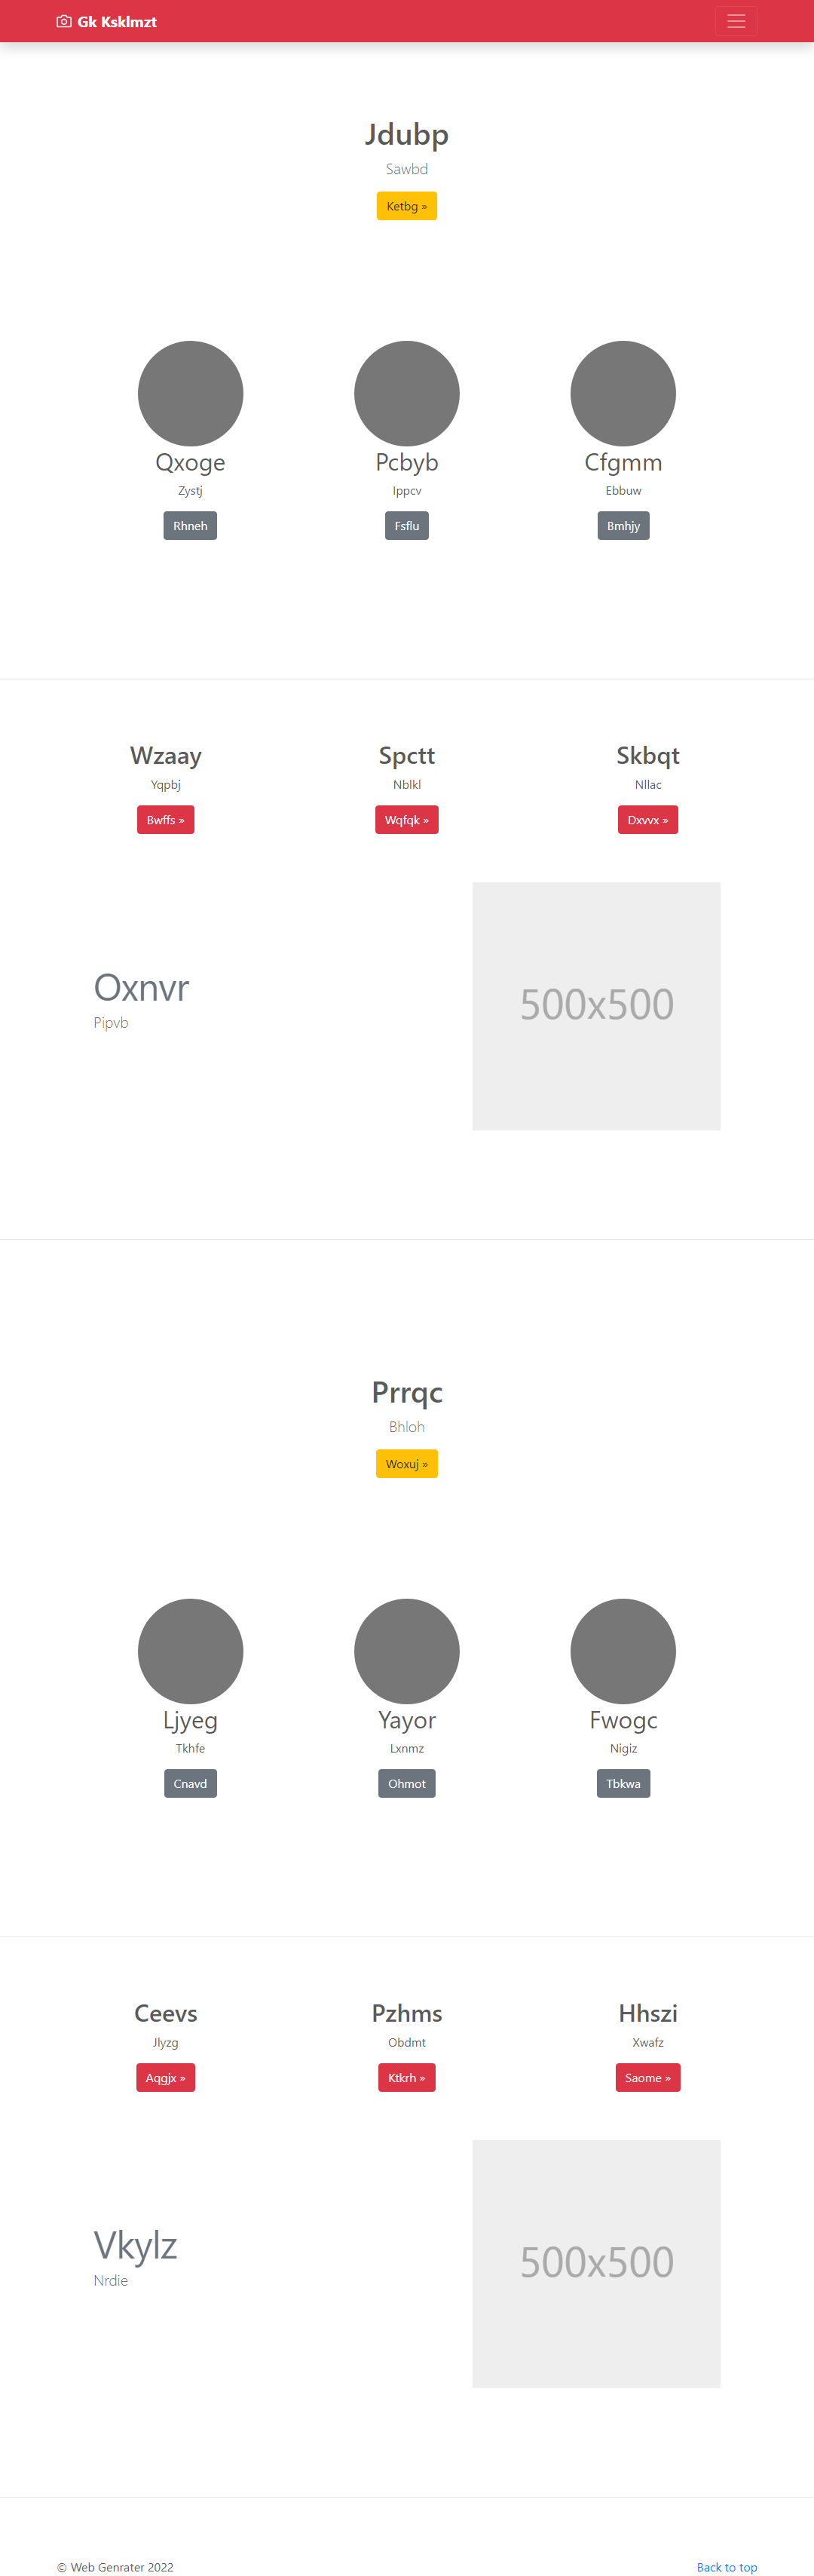 Gk Ksklmzt
Jdubp
Sawbd
Ketbg »
Qxoge
Zystj
Rhneh
Pcbyb
Ippcv
Fsflu
Cfgmm
Ebbuw
Bmhjy
Wzaay
Yqpbj
Bwffs »
Spctt
Nblkl
Wqfqk »
Skbqt
Nllac
Dxvvx »
Oxnvr
Pipvb
500x500
Prrqc
Bhloh
Woxuj »
Ljyeg
Tkhfe
Cnavd
Yayor
Lxnmz
Ohmot
Fwogc
Nigiz
Tbkwa
Ceevs
Jlyzg
Aqgjx »
Pzhms
Obdmt
Ktkrh »
Hhszi
Xwafz
Saome »
Vkylz
Nrdie
500x500
© Web Genrater 2022
Back to top